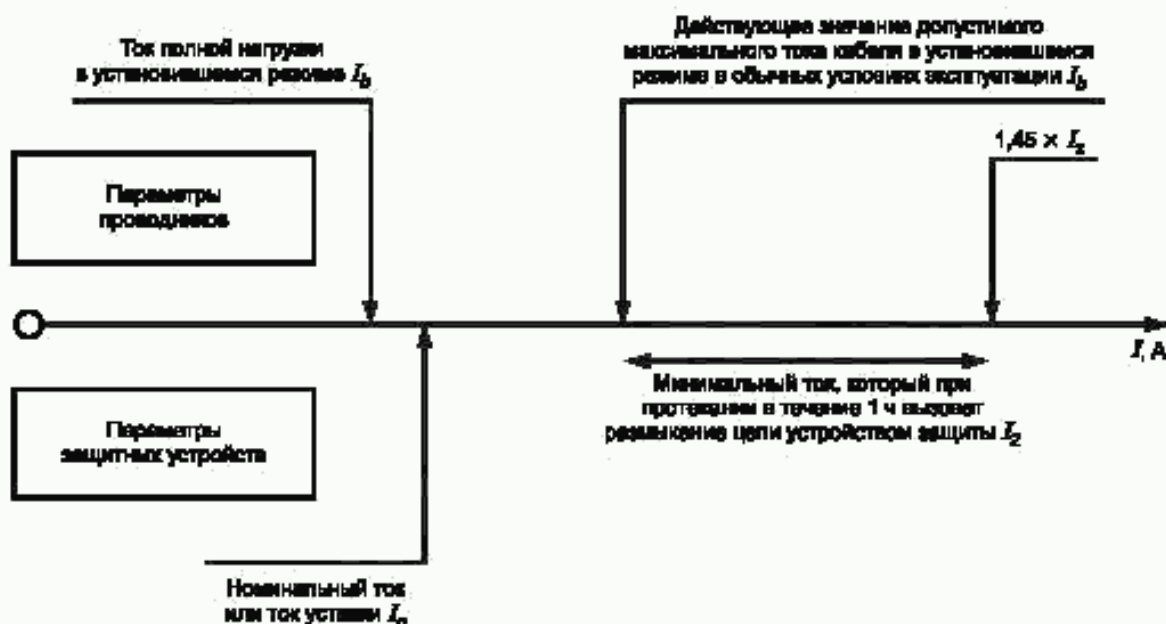 Ток полной нагрузки
в установившемся режиме I_b
Действующее значение допустимого
максимального тока кабеля в установившемся
режиме в обычных условиях эксплуатации I_b
1,45 × I_z
Параметры
проводников
I, А
Минимальный ток, который при
протекании в течение 1 ч вызовет
размыкание цепи устройством защиты I_2
Параметры
защитных устройств
Номинальный ток
или ток уставки I_n